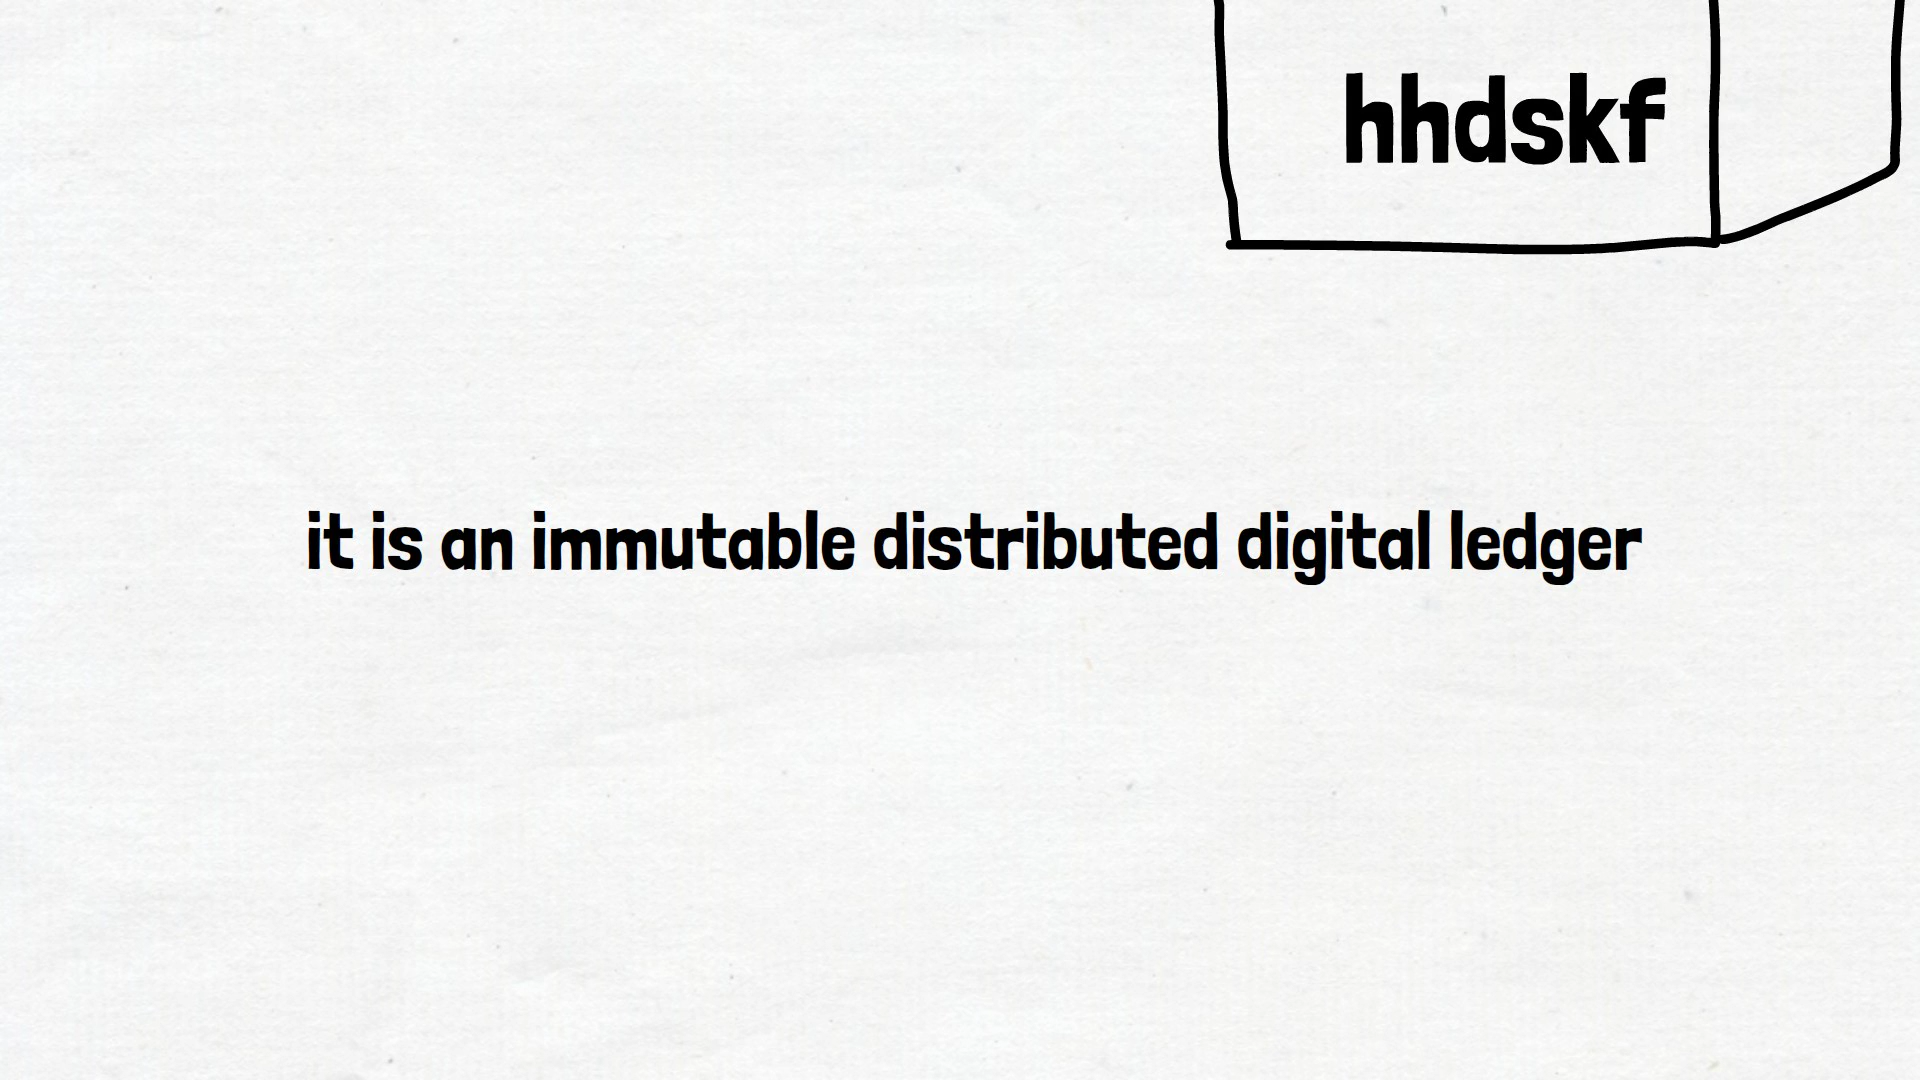 hhdskf
it is an immutable distributed digital ledger